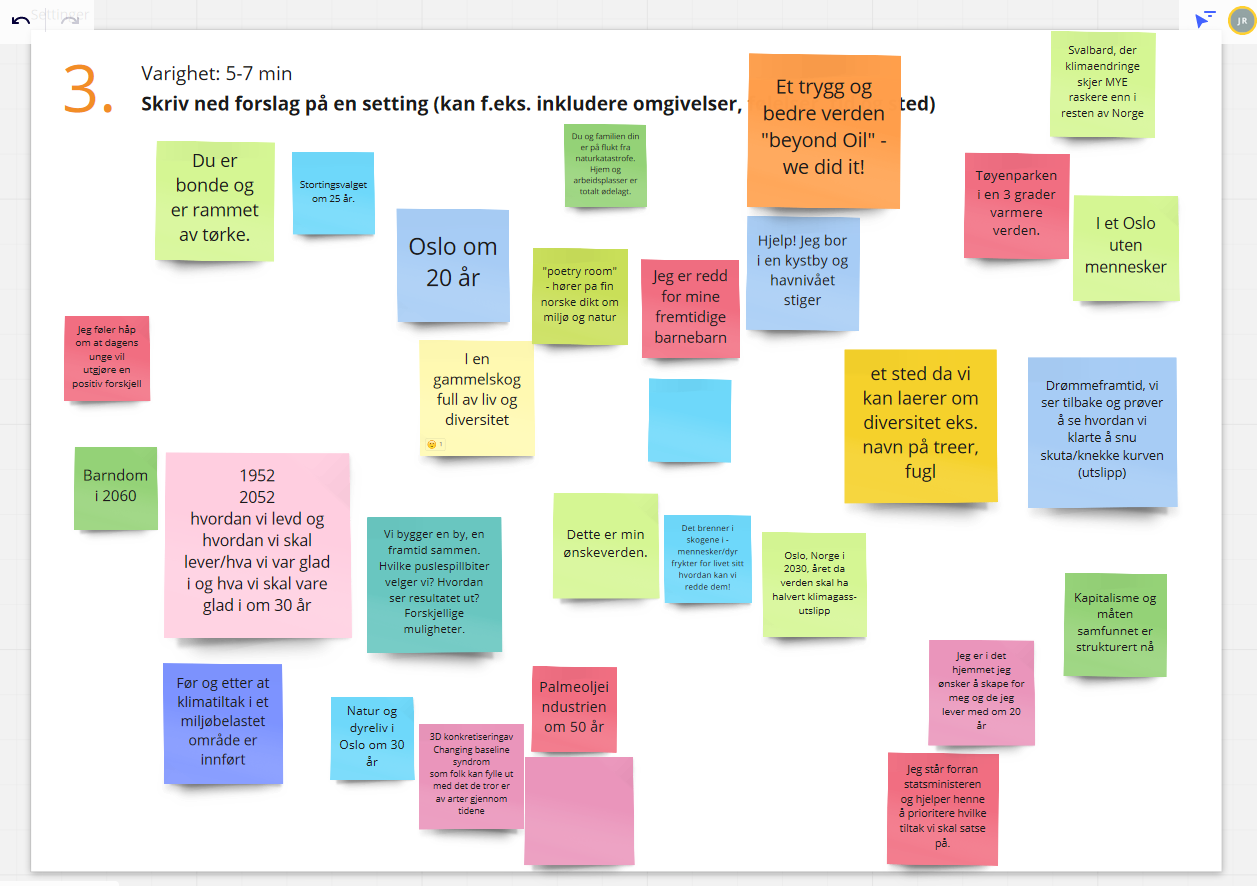 Settinger
JR
3.
Varighet: 5-7 min
Skriv ned forslag på en setting (kan f.eks. inkludere omgivelser,
Et trygg og
bedre verden
"beyond Oil" -
we did it!
Svalbard, der
klimaendringe
skjer MYE
raskere enn i
resten av Norge
Du er
bonde og
er rammet
av tørke.
Stortingsvalget
om 25 år.
Du og familien din
er på flukt fra
naturkatastrofe.
Hjem og
arbeidsplasser er
totalt ødelagt.
Tøyenparken
i en 3 grader
varmere
verden.
I et Oslo
uten
mennesker
Oslo om
20 år
"poetry room"
- hører pa fin
norske dikt om
miljø og natur
Jeg er redd
for mine
fremtidige
barnebarn
Hjelp! Jeg bor
i en kystby og
havnivået
stiger
Jeg føler håp
om at dagens
unge vil
utgjøre en
positiv forskjell
I en
gammelskog
full av liv og
diversitet
1
et sted da vi
kan laerer om
diversitet eks.
navn på treer,
fugl
Drømmeframtid, vi
ser tilbake og prøver
å se hvordan vi
klarte å snu
skuta/knekke kurven
(utslipp)
Barndom
i 2060
1952
2052
hvordan vi levd og
hvordan vi skal
lever/hva vi var glad
i og hva vi skal vare
glad i om 30 år
Vi bygger en by, en
framtid sammen.
Hvilke puslespillbiter
velger vi? Hvordan
ser resultatet ut?
Forskjellige
muligheter.
Dette er min
ønskeverden.
Det brenner i
skogene i -
mennesker/dyr
frykter for livet sitt
hvordan kan vi
redde dem!
Oslo, Norge i
2030, året da
verden skal ha
halvert klimagass-
utslipp
Kapitalisme og
måten
samfunnet er
strukturert nå
Før og etter at
klimatiltak i et
miljøbelastet
område er
innført
Natur og
dyreliv i
Oslo om 30
år
3D konkretiseringav
Changing baseline
syndrom
som folk kan fylle ut
med det de tror er
av arter gjennom
tidene
Palmeoljei
ndustrien
om 50 år
Jeg er i det
hjemmet jeg
ønsker å skape for
meg og de jeg
lever med om 20
år
Jeg står forran
statsministeren
og hjelper henne
å prioritere hvilke
tiltak vi skal satse
på.